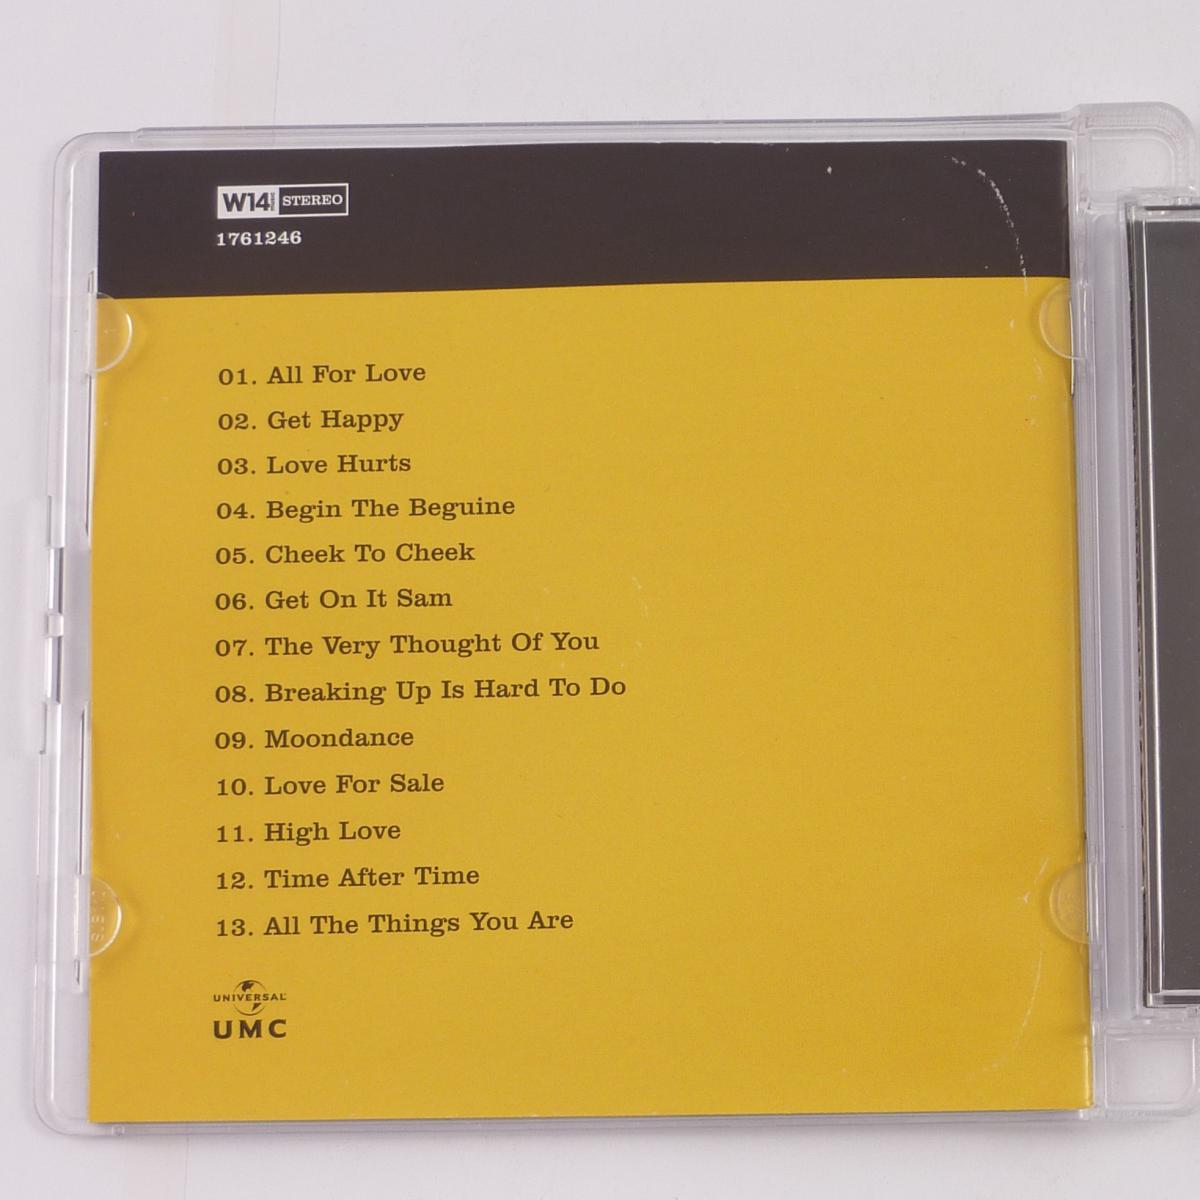 W14 MUSIC STEREO
1761246
01. All For Love
02. Get Happy
03. Love Hurts
04. Begin The Beguine
05. Cheek To Cheek
06. Get On It Sam
07. The Very Thought Of You
08. Breaking Up Is Hard To Do
09. Moondance
10. Love For Sale
11. High Love
12. Time After Time
13. All The Things You Are
UNIVERSAL
UMC